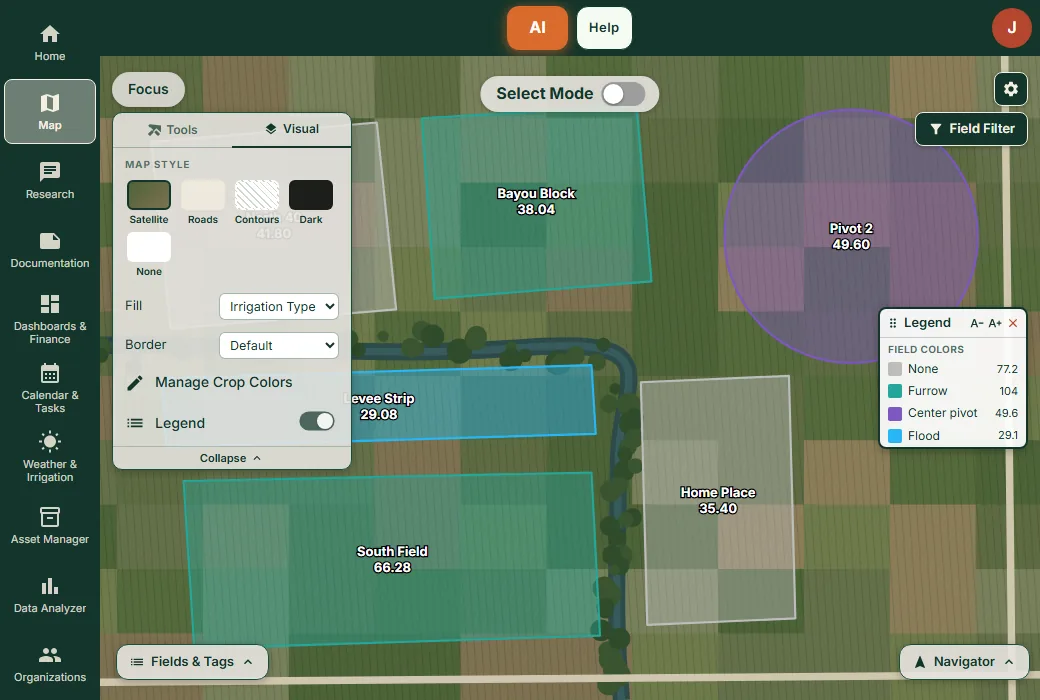 AI
Help
J
Home
Map
Research
Documentation
Dashboards &
Finance
Calendar &
Tasks
Weather &
Irrigation
Asset Manager
Data Analyzer
Organizations
Focus
Select Mode
Field Filter
Tools
Visual
MAP STYLE
Satellite
Roads
Contours
Dark
None
41.80
Fill
Irrigation Type
Border
Default
Manage Crop Colors
Legend
Collapse
Bayou Block
38.04
Pivot 2
49.60
Levee Strip
29.08
Home Place
35.40
South Field
66.28
Legend
A-
A+
FIELD COLORS
None 77.2
Furrow 104
Center pivot 49.6
Flood 29.1
Fields & Tags
Navigator